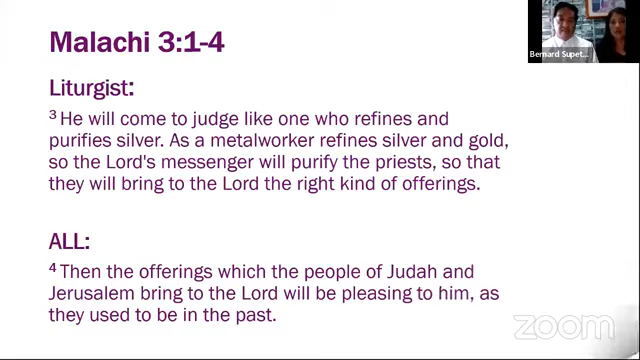 Malachi 3:1-4
Bernard Supet...
Liturgist:
3 He will come to judge like one who refines and
purifies silver. As a metalworker refines silver and gold,
so the Lord's messenger will purify the priests, so that
they will bring to the Lord the right kind of offerings.
ALL:
4 Then the offerings which the people of Judah and
Jerusalem bring to the Lord will be pleasing to him, as
they used to be in the past.
zoom